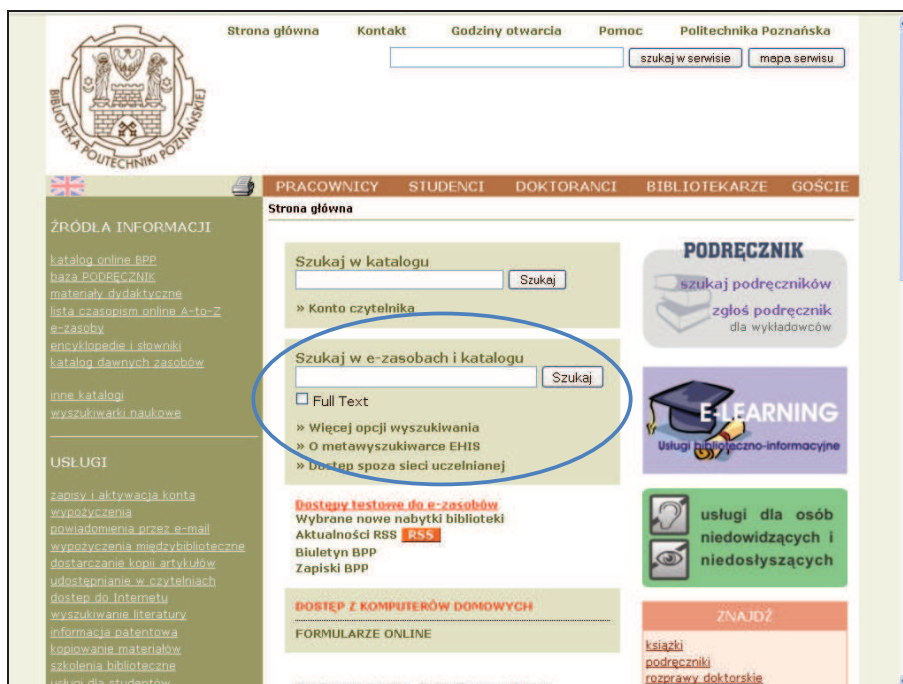 Strona główna Kontakt Godziny otwarcia Pomoc Politechnika Poznańska
szukaj w serwisie mapa serwisu
BIBLIOTEKA POLITECHNIKI POZNAŃSKIEJ
PRACOWNICY STUDENCI DOKTORANCI BIBLIOTEKARZE GOŚCIE
Strona główna
ŹRÓDŁA INFORMACJI
katalog online BPP
baza PODRĘCZNIK
materiały dydaktyczne
lista czasopism online A-to-Z
e-zasoby
encyklopedie i słowniki
katalog dawnych zasobów
inne katalogi
wyszukiwarki naukowe
USŁUGI
zapisy i aktywacja konta
wypożyczenia
powiadomienia przez e-mail
wypożyczenia międzybiblioteczne
dostarczanie kopii artykułów
udostępnianie w czytelniach
dostęp do Internetu
wyszukiwanie literatury
informacja patentowa
kopiowanie materiałów
szkolenia biblioteczne
usługi dla studentów
Szukaj w katalogu
Szukaj
» Konto czytelnika
Szukaj w e-zasobach i katalogu
Szukaj
Full Text
» Więcej opcji wyszukiwania
» O metawyszukiwarce EHIS
» Dostęp spoza sieci uczelnianej
Dostępy testowe do e-zasobów
Wybrane nowe nabytki biblioteki
Aktualności RSS RSS
Biuletyn BPP
Zapiski BPP
DOSTĘP Z KOMPUTERÓW DOMOWYCH
FORMULARZE ONLINE
PODRĘCZNIK
szukaj podręczników
zgłoś podręcznik
dla wykładowców
E-LEARNING
Usługi biblioteczno-informacyjne
usługi dla osób
niedowidzących i
niedosłyszących
ZNAJDŹ
książki
podręczniki
rozprawy doktorskie